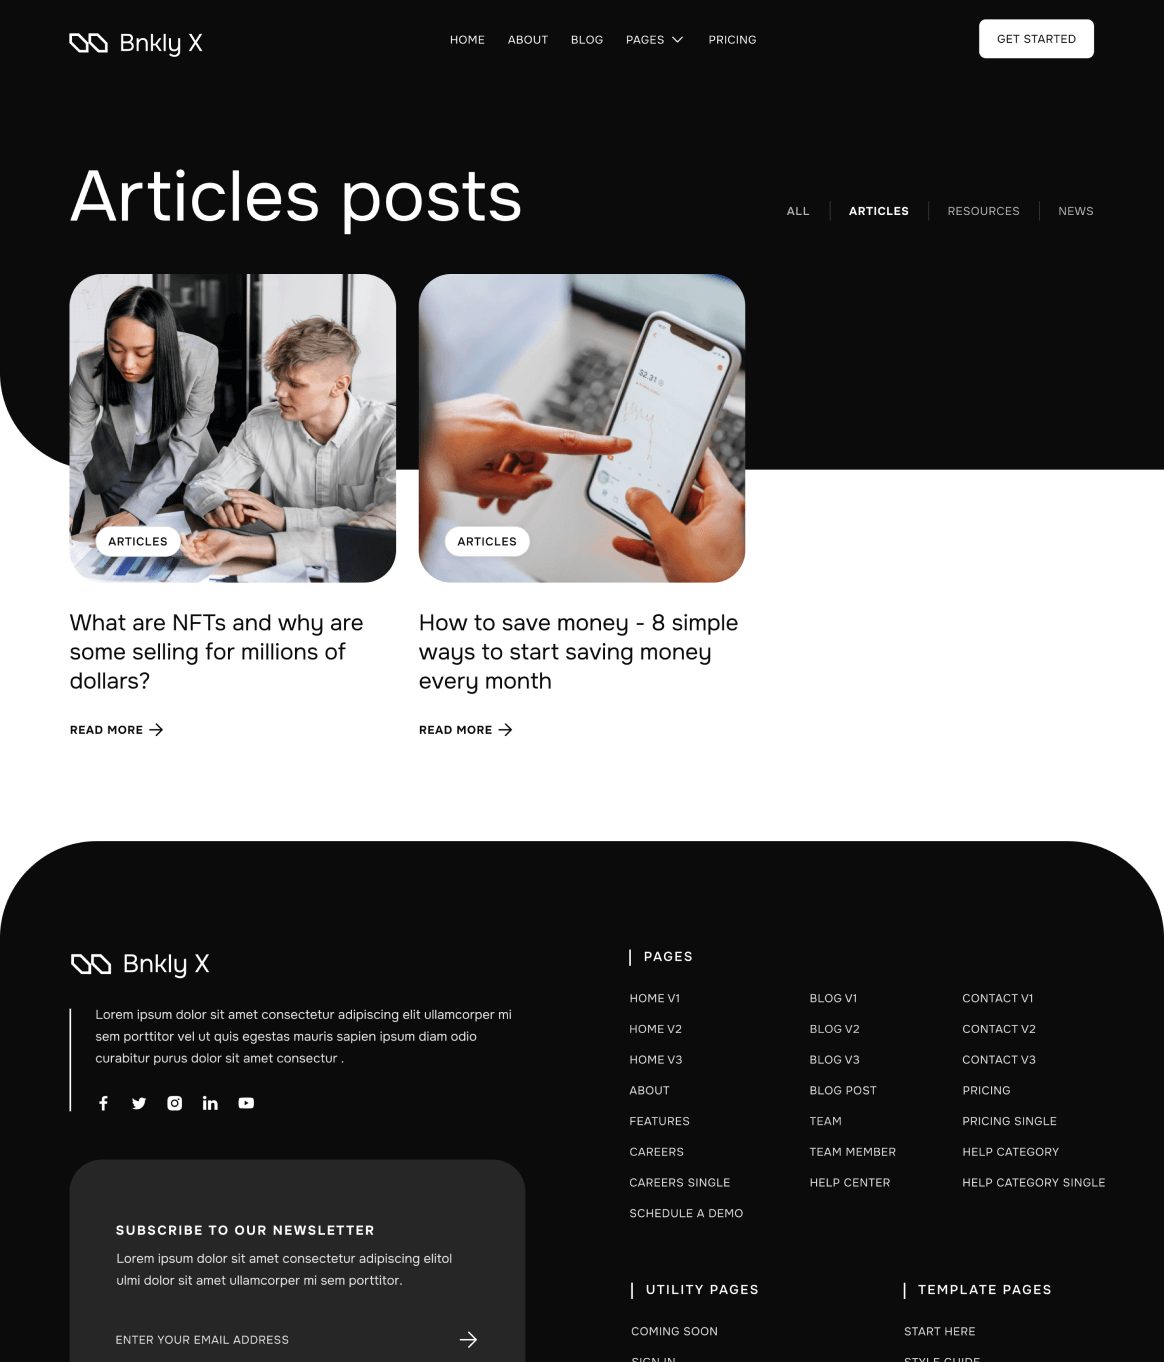 Bnkly X
HOME ABOUT BLOG PAGES PRICING
GET STARTED
Articles posts
ALL ARTICLES RESOURCES NEWS
$2.31
ARTICLES
ARTICLES
What are NFTs and why are
some selling for millions of
dollars?
READ MORE
How to save money - 8 simple
ways to start saving money
every month
READ MORE
Bnkly X
Lorem ipsum dolor sit amet consectetur adipiscing elit ullamcorper mi
sem porttitor vel ut quis egestas mauris sapien ipsum diam odio
curabitur purus dolor sit amet consectur .
SUBSCRIBE TO OUR NEWSLETTER
Lorem ipsum dolor sit amet consectetur adipiscing elitol
ulmi dolor sit amet ullamcorper mi sem porttitor.
ENTER YOUR EMAIL ADDRESS
PAGES
HOME V1
HOME V2
HOME V3
ABOUT
FEATURES
CAREERS
CAREERS SINGLE
SCHEDULE A DEMO
BLOG V1
BLOG V2
BLOG V3
BLOG POST
TEAM
TEAM MEMBER
HELP CENTER
CONTACT V1
CONTACT V2
CONTACT V3
PRICING
PRICING SINGLE
HELP CATEGORY
HELP CATEGORY SINGLE
UTILITY PAGES
COMING SOON
SIGN IN
TEMPLATE PAGES
START HERE
STYLE GUIDE